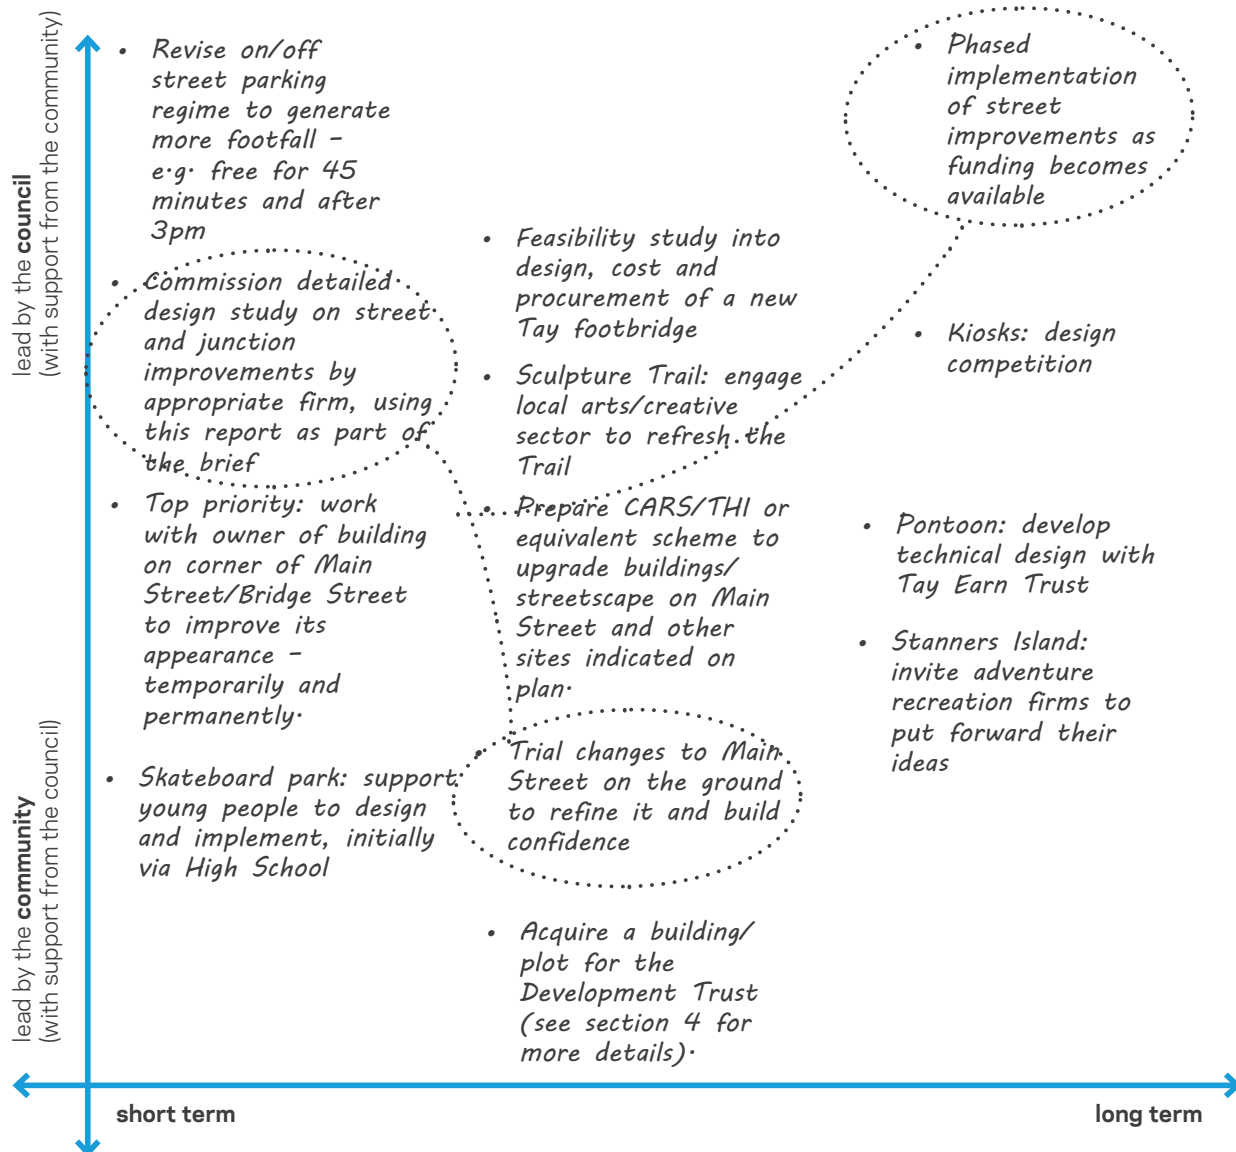 lead by the council
(with support from the community)
• Revise on/off
street parking
regime to generate
more footfall –
e.g. free for 45
minutes and after
3pm
• Commission detailed
design study on street
and junction
improvements by
appropriate firm, using
this report as part of
the brief
• Top priority: work
with owner of building
on corner of Main
Street/Bridge Street
to improve its
appearance –
temporarily and
permanently.
• Skateboard park: support
young people to design
and implement, initially
via High School
• Feasibility study into
design, cost and
procurement of a new
Tay footbridge
• Sculpture Trail: engage
local arts/creative
sector to refresh the
Trail
• Prepare CARS/THI or
equivalent scheme to
upgrade buildings/
streetscape on Main
Street and other
sites indicated on
plan.
• Trial changes to Main
Street on the ground
to refine it and build
confidence
• Acquire a building/
plot for the
Development Trust
(see section 4 for
more details).
• Phased
implementation
of street
improvements as
funding becomes
available
• Kiosks: design
competition
• Pontoon: develop
technical design with
Tay Earn Trust
• Stanners Island:
invite adventure
recreation firms to
put forward their
ideas
lead by the community
(with support from the council)
short term
long term